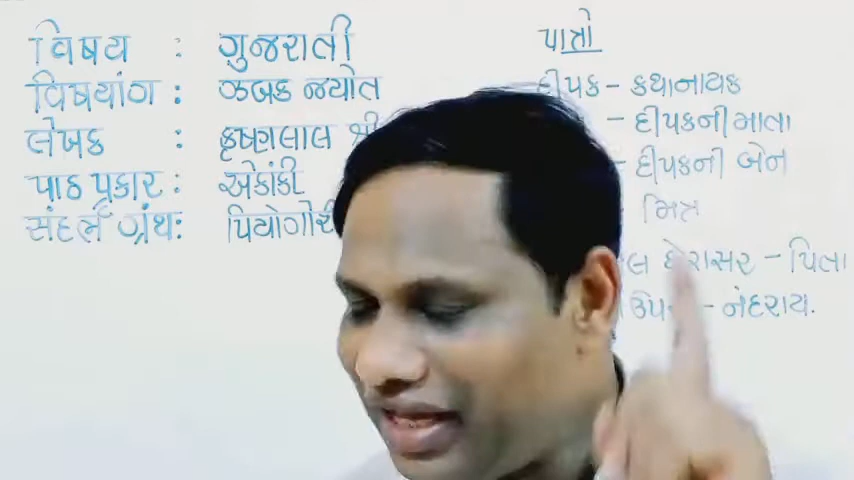 વિષય : ગુજરાતી
વિષયાંગ : ઝબક જ્યોત
લેખક : કૃષ્ણલાલ શ્રી
પાઠ પ્રકાર : એકાંકી
સંદર્ભ ગ્રંથ: પિયોગોરી
પાત્રો
દીપક - કથાનાયક
- દીપકની માતા
- દીપકની બેન
મિત્ર
લ ઘેરાસર - પિતા
- નંદરાય.